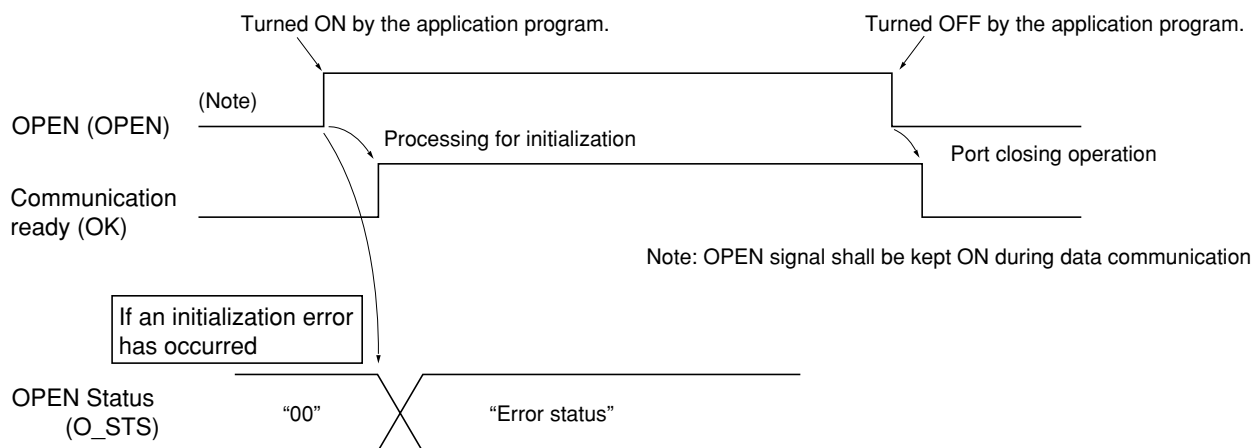 Turned ON by the application program.
Turned OFF by the application program.
(Note)
OPEN (OPEN)
Processing for initialization
Port closing operation
Communication
ready (OK)
Note: OPEN signal shall be kept ON during data communication
If an initialization error
has occurred
OPEN Status
(O_STS)
“00”
“Error status”